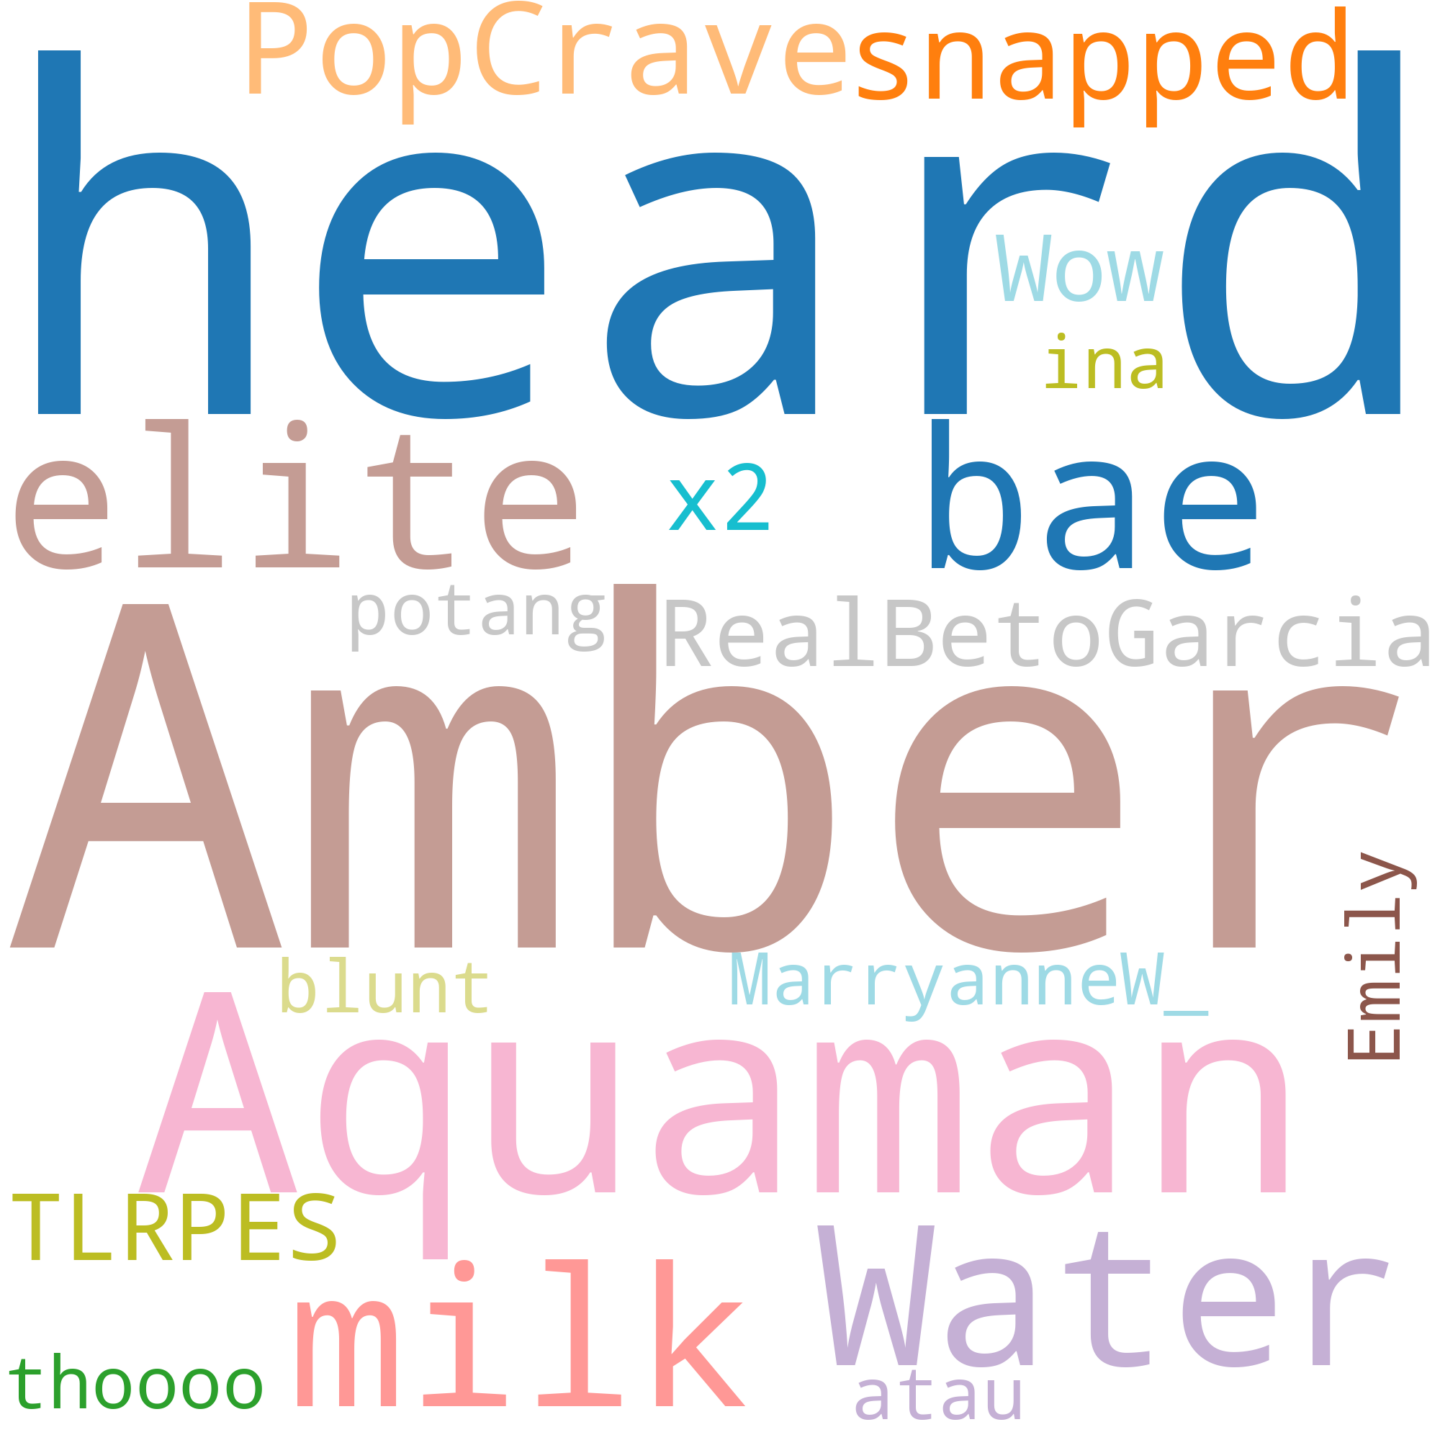 PopCrave snapped
heard
Wow
ina
elite x2 bae
potang RealBetoGarcia
Amber
Emily
blunt MarryanneW_
Aquaman
TLRPES
milk Water
thoooo atau